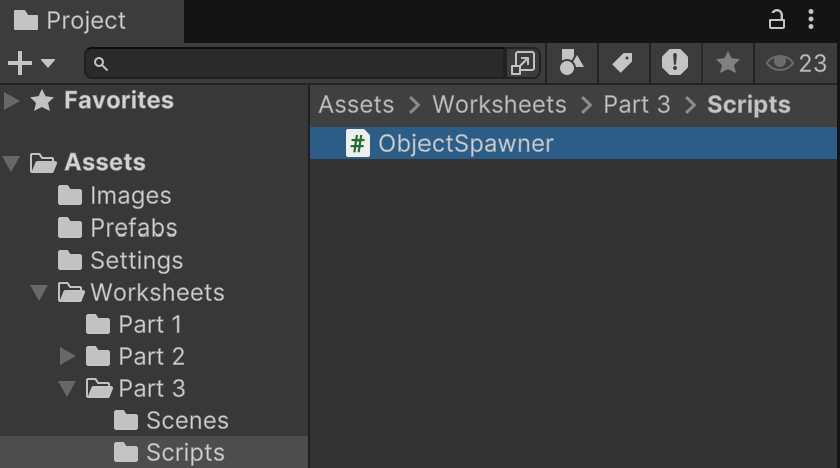 Project
23
Favorites
Assets
Images
Prefabs
Settings
Worksheets
Part 1
Part 2
Part 3
Scenes
Scripts
Assets > Worksheets > Part 3 > Scripts
# ObjectSpawner